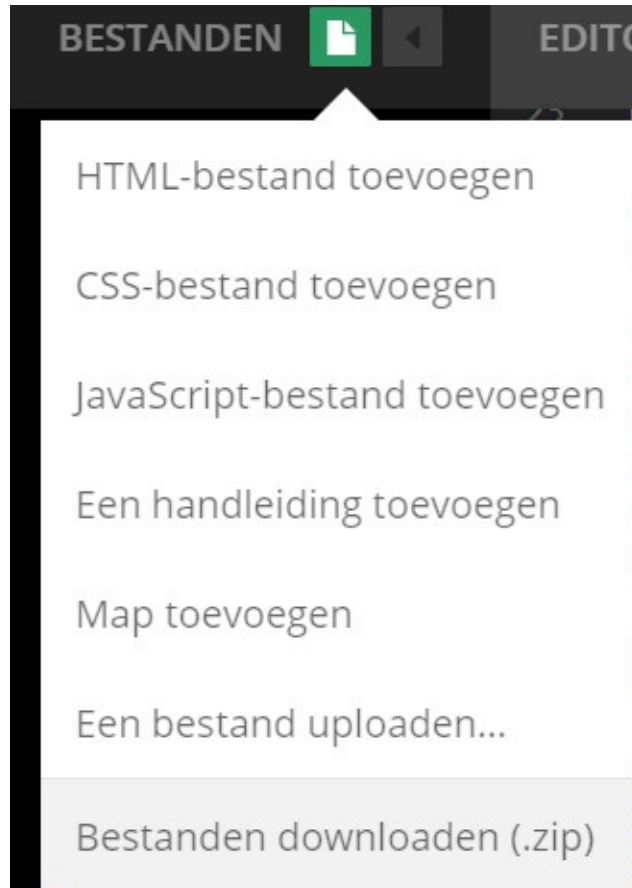 BESTANDEN
HTML-bestand toevoegen
CSS-bestand toevoegen
JavaScript-bestand toevoegen
Een handleiding toevoegen
Map toevoegen
Een bestand uploaden...
Bestanden downloaden (.zip)